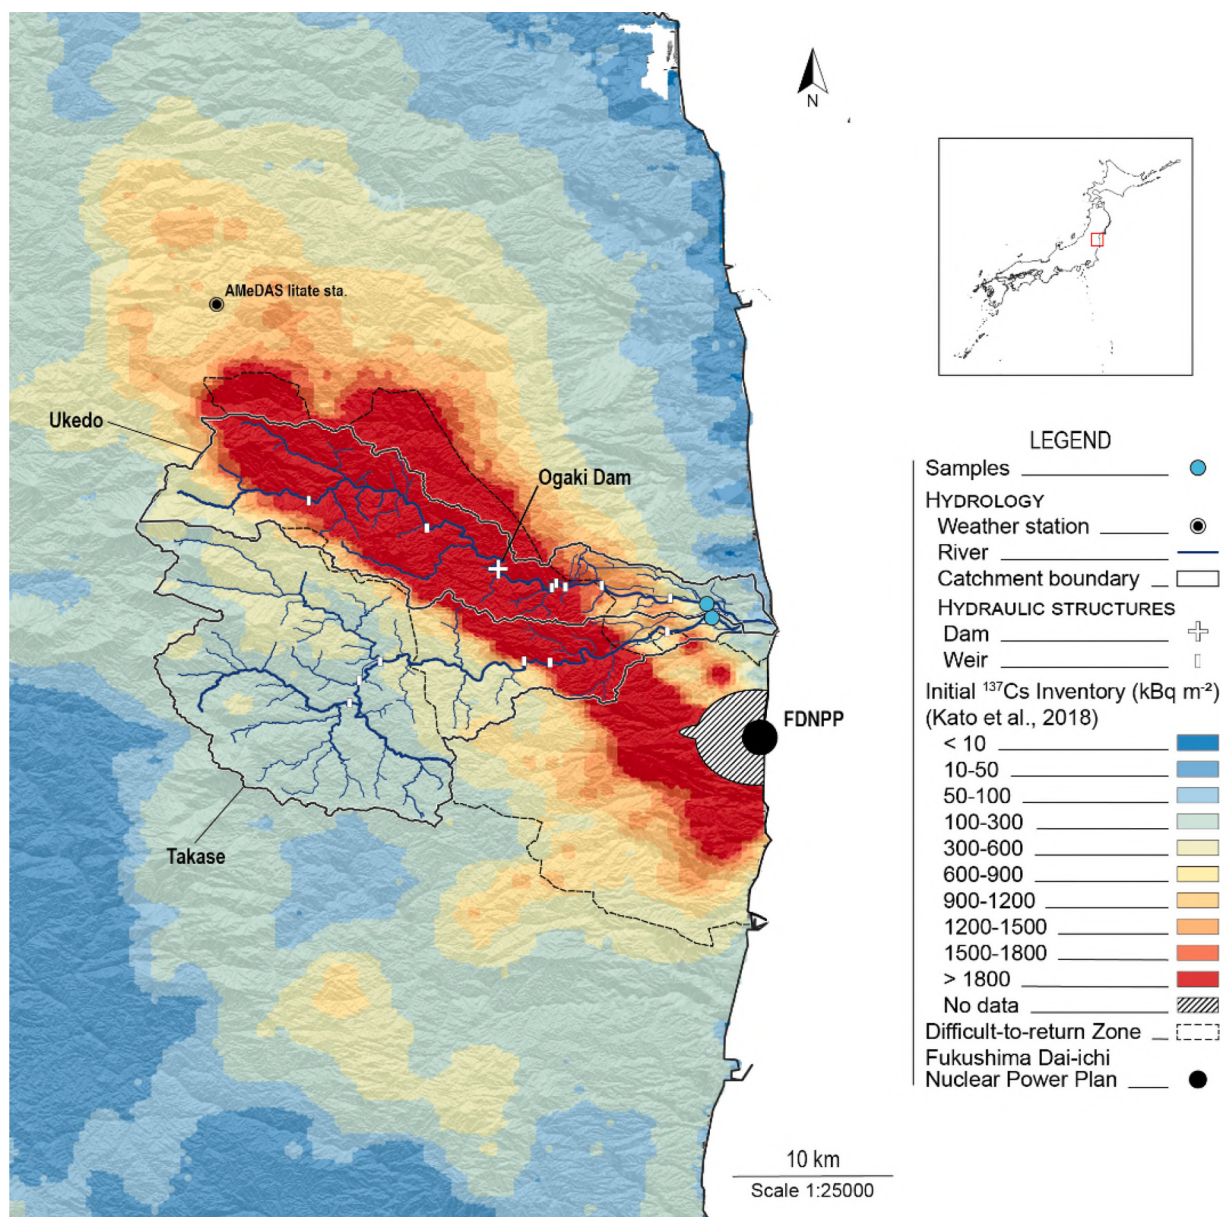 N
AMeDAS Iitate sta.
Ukedo
Ogaki Dam
FDNPP
Takase
LEGEND
Samples
HYDROLOGY
Weather station
River
Catchment boundary
HYDRAULIC STRUCTURES
Dam
Weir
Initial ¹³⁷Cs Inventory (kBq m⁻²)
(Kato et al., 2018)
< 10
10-50
50-100
100-300
300-600
600-900
900-1200
1200-1500
1500-1800
> 1800
No data
Difficult-to-return Zone
Fukushima Dai-ichi
Nuclear Power Plan
10 km
Scale 1:25000